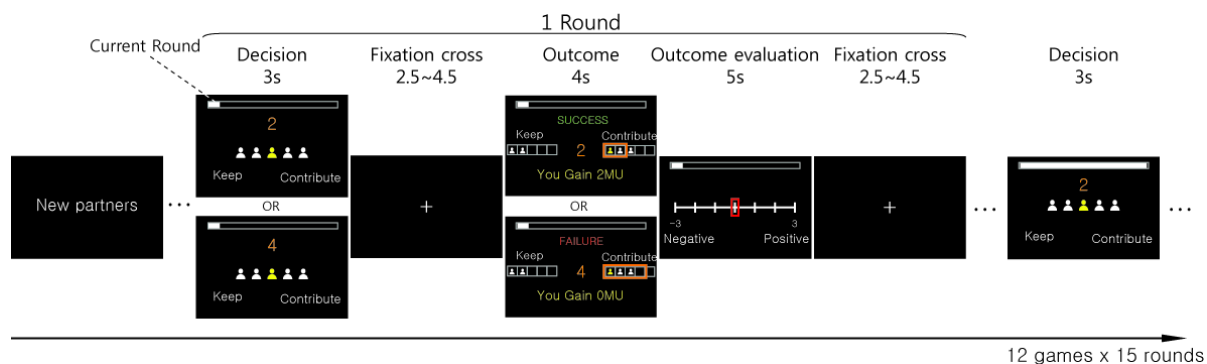 1 Round
Current Round
Decision
3s
Fixation cross
2.5~4.5
Outcome
4s
Outcome evaluation
5s
Fixation cross
2.5~4.5
Decision
3s
New partners
...
2
Keep Contribute
OR
4
Keep Contribute
+
SUCCESS
Keep 2 Contribute
You Gain 2MU
OR
FAILURE
Keep 4 Contribute
You Gain 0MU
-3 3
Negative Positive
+
...
2
Keep Contribute
...
12 games x 15 rounds